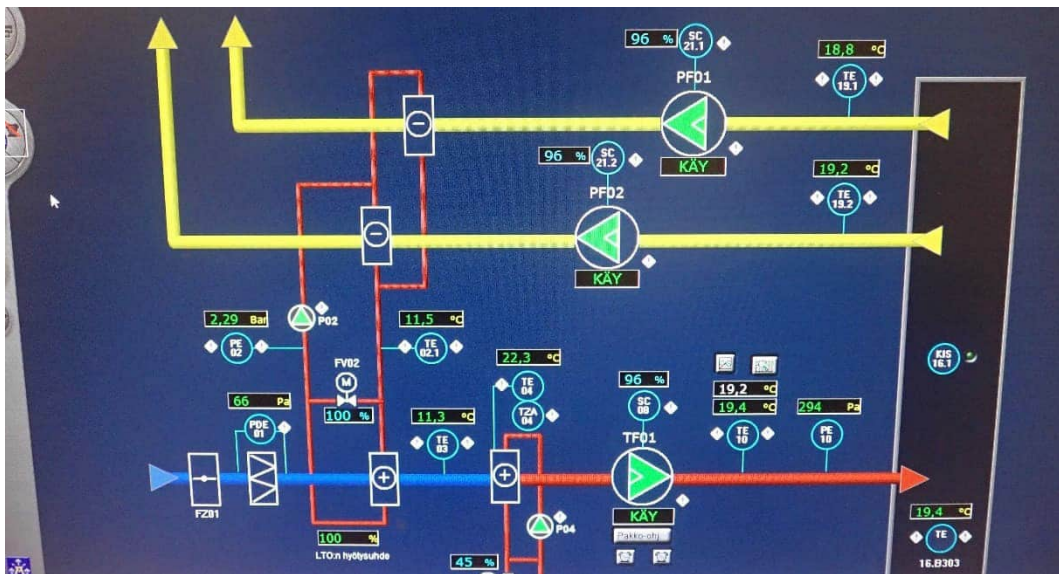 96 %
SC
21.1
18,8 °C
PF01
TE
19.1
KÄY
96 %
SC
21.2
19,2 °C
PF02
TE
19.2
KÄY
2,29 Bar
P02
11,5 °C
PE
02
TE
02.1
FV02
M
22,3 °C
TE
04
96 %
19,2 °C
KIS
16.1
66 Pa
100 %
11,3 °C
TZA
04
SC
09
19,4 °C
294 Pa
PDE
01
TE
03
TF01
TE
10
PE
10
FZ01
KÄY
P04
Pakko-ohj.
19,4 °C
TE
100 %
LTO:n hyötysuhde
45 %
16.B303